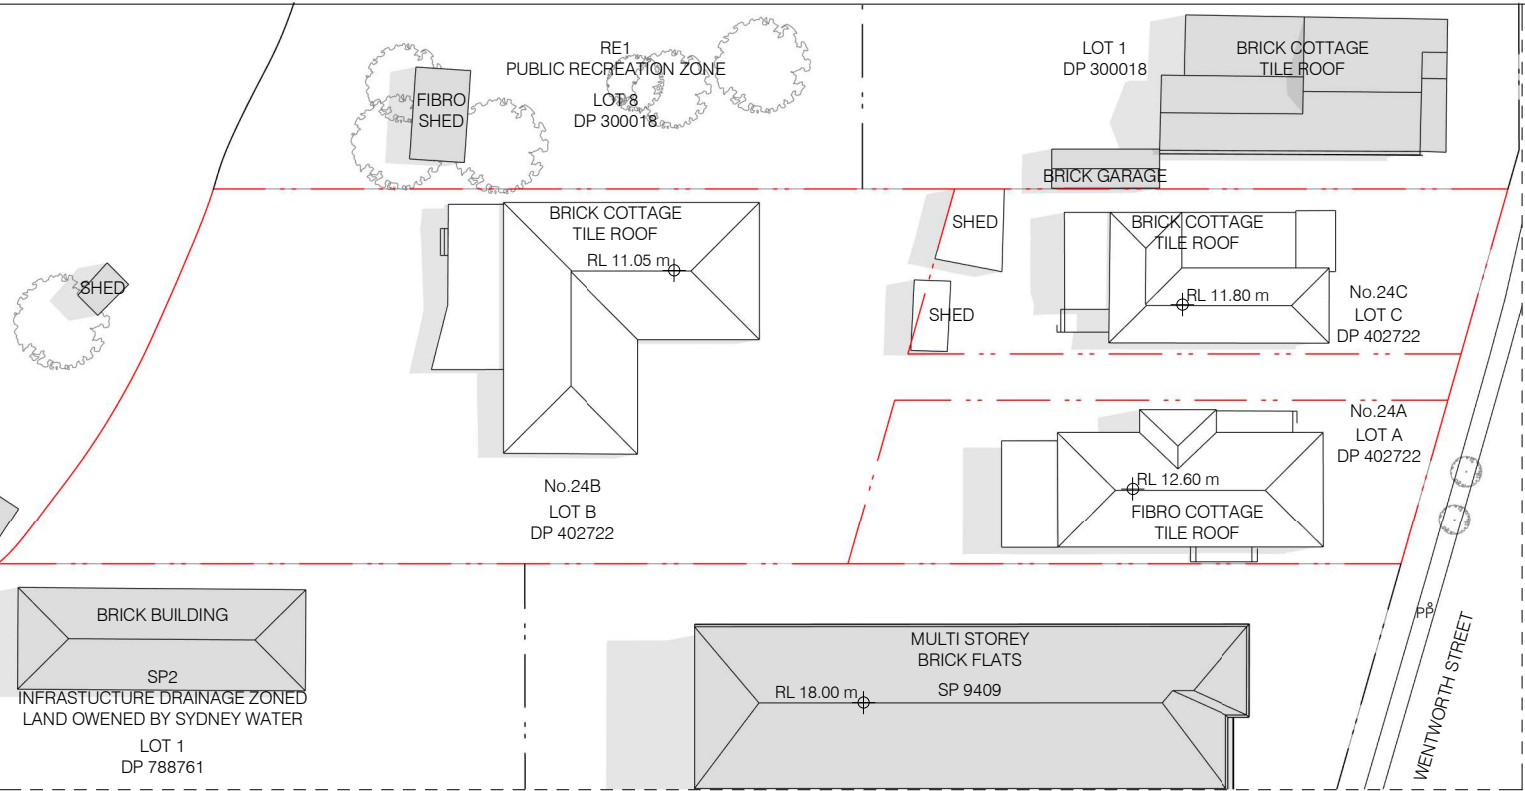 RE1
PUBLIC RECREATION ZONE
LOT 8
DP 300018
FIBRO
SHED
LOT 1
DP 300018
BRICK COTTAGE
TILE ROOF
BRICK GARAGE
BRICK COTTAGE
TILE ROOF
RL 11.05 m
SHED
SHED
SHED
BRICK COTTAGE
TILE ROOF
RL 11.80 m
No.24C
LOT C
DP 402722
No.24A
LOT A
DP 402722
RL 12.60 m
FIBRO COTTAGE
TILE ROOF
No.24B
LOT B
DP 402722
BRICK BUILDING
SP2
INFRASTUCTURE DRAINAGE ZONED
LAND OWENED BY SYDNEY WATER
LOT 1
DP 788761
MULTI STOREY
BRICK FLATS
SP 9409
RL 18.00 m
PP
WENTWORTH STREET